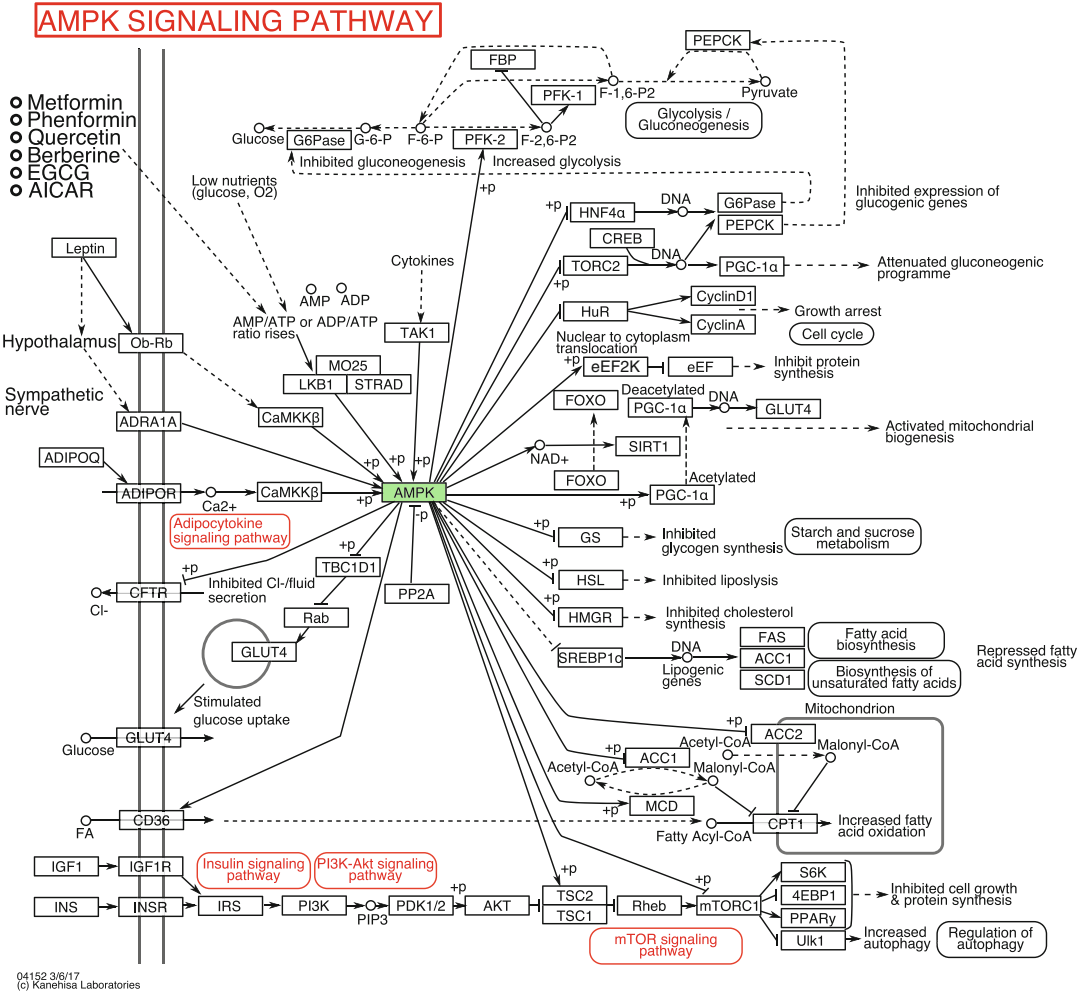 AMPK SIGNALING PATHWAY
Metformin
Phenformin
Quercetin
Berberine
EGCG
AICAR
PEPCK
FBP
F-1,6-P2
Pyruvate
PFK-1
Glycolysis /
Gluconeogenesis
Glucose
G6Pase
G-6-P
F-6-P
PFK-2
F-2,6-P2
Inhibited gluconeogenesis
Increased glycolysis
+p
Low nutrients
(glucose, O2)
Leptin
Cytokines
AMP
ADP
AMP/ATP or ADP/ATP
ratio rises
TAK1
Hypothalamus
Ob-Rb
MO25
LKB1
STRAD
Sympathetic
nerve
ADRA1A
CaMKKβ
ADIPOQ
ADIPOR
Ca2+
CaMKKβ
+p
+p
+p
+p
+p
AMPK
-p
Adipocytokine
signaling pathway
+p
HNF4α
DNA
G6Pase
PEPCK
Inhibited expression of
glucogenic genes
CREB
TORC2
+p
DNA
PGC-1α
Attenuated gluconeogenic
programme
+p
HuR
CyclinD1
CyclinA
Growth arrest
Cell cycle
Nuclear to cytoplasm
translocation
+p
eEF2K
eEF
Inhibit protein
synthesis
FOXO
Deacetylated
PGC-1α
DNA
GLUT4
Activated mitochondrial
biogenesis
NAD+
SIRT1
FOXO
Acetylated
+p
PGC-1α
+p
GS
Inhibited
glycogen synthesis
Starch and sucrose
metabolism
+p
HSL
Inhibited liposlysis
+p
HMGR
Inhibited cholesterol
synthesis
SREBP1c
DNA
Lipogenic
genes
FAS
ACC1
SCD1
Fatty acid
biosynthesis
Biosynthesis of
unsaturated fatty acids
Repressed fatty
acid synthesis
+p
CFTR
Cl-
Inhibited Cl-/fluid
secretion
+p
TBC1D1
Rab
GLUT4
PP2A
Stimulated
glucose uptake
Glucose
GLUT4
Mitochondrion
+p
ACC2
Acetyl-CoA
Malonyl-CoA
+p
ACC1
Acetyl-CoA
Malonyl-CoA
+p
MCD
FA
CD36
Fatty Acyl-CoA
CPT1
Increased fatty
acid oxidation
IGF1
IGF1R
Insulin signaling
pathway
PI3K-Akt signaling
pathway
INS
INSR
IRS
PI3K
PIP3
PDK1/2
+p
AKT
+p
TSC2
TSC1
Rheb
+p
mTORC1
S6K
4EBP1
PPARγ
Ulk1
Inhibited cell growth
& protein synthesis
Increased
autophagy
Regulation of
autophagy
mTOR signaling
pathway
04152 3/6/17
(c) Kanehisa Laboratories